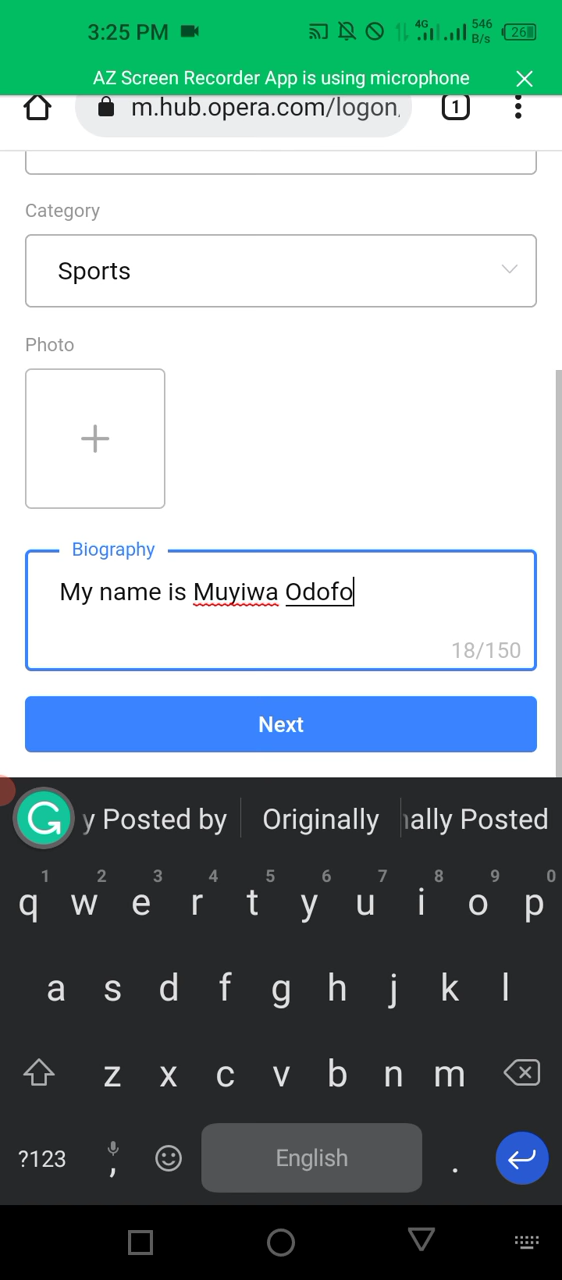 3:25 PM 4G 546 B/s 26
AZ Screen Recorder App is using microphone
m.hub.opera.com/logon 1
Category
Sports
Photo
Biography
My name is Muyiwa Odofo
18/150
Next
G y Posted by Originally ally Posted
1 2 3 4 5 6 7 8 9 0
q w e r t y u i o p
a s d f g h j k l
z x c v b n m
?123 , English .